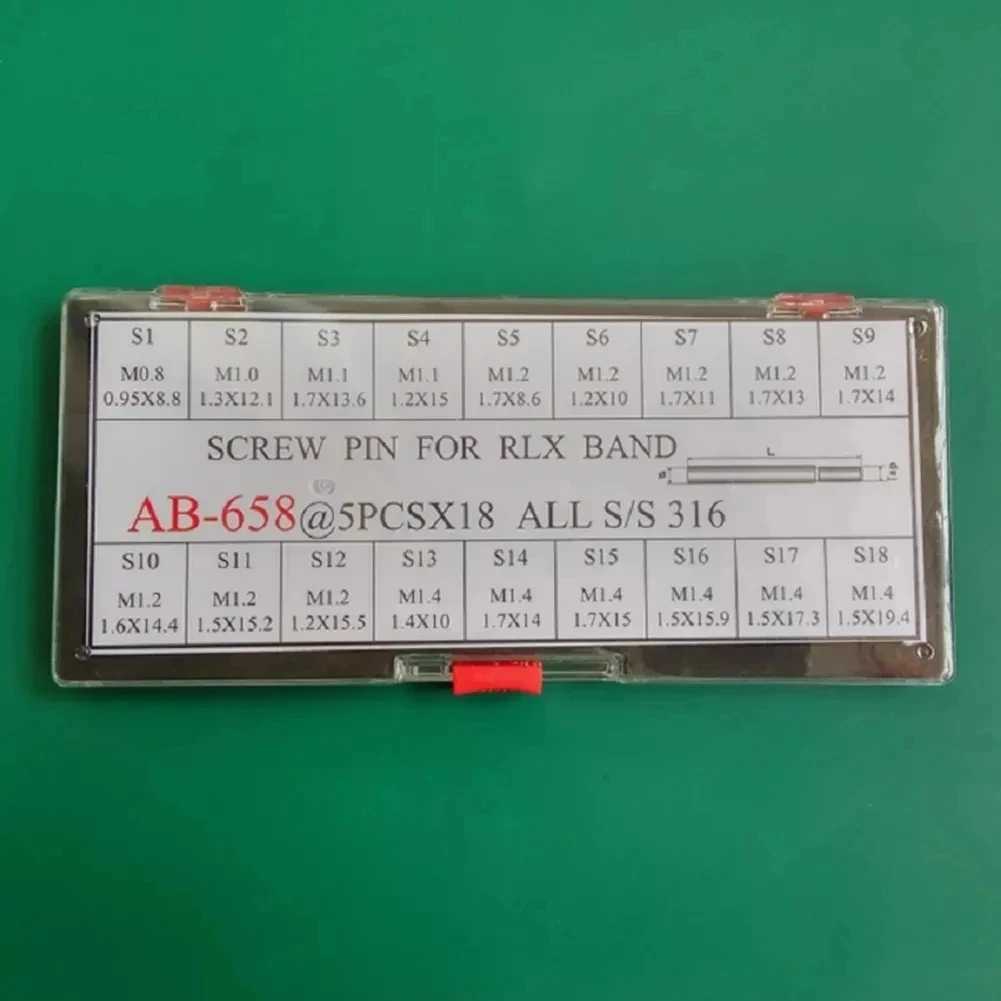 S1 S2 S3 S4 S5 S6 S7 S8 S9
M0.8 M1.0 M1.1 M1.1 M1.2 M1.2 M1.2 M1.2 M1.2
0.95X8.8 1.3X12.1 1.7X13.6 1.2X15 1.7X8.6 1.2X10 1.7X11 1.7X13 1.7X14
SCREW PIN FOR RLX BAND
L
AB-658@5PCSX18 ALL S/S 316
S10 S11 S12 S13 S14 S15 S16 S17 S18
M1.2 M1.2 M1.2 M1.4 M1.4 M1.4 M1.4 M1.4 M1.4
1.6X14.4 1.5X15.2 1.2X15.5 1.4X10 1.7X14 1.7X15 1.5X15.9 1.5X17.3 1.5X19.4